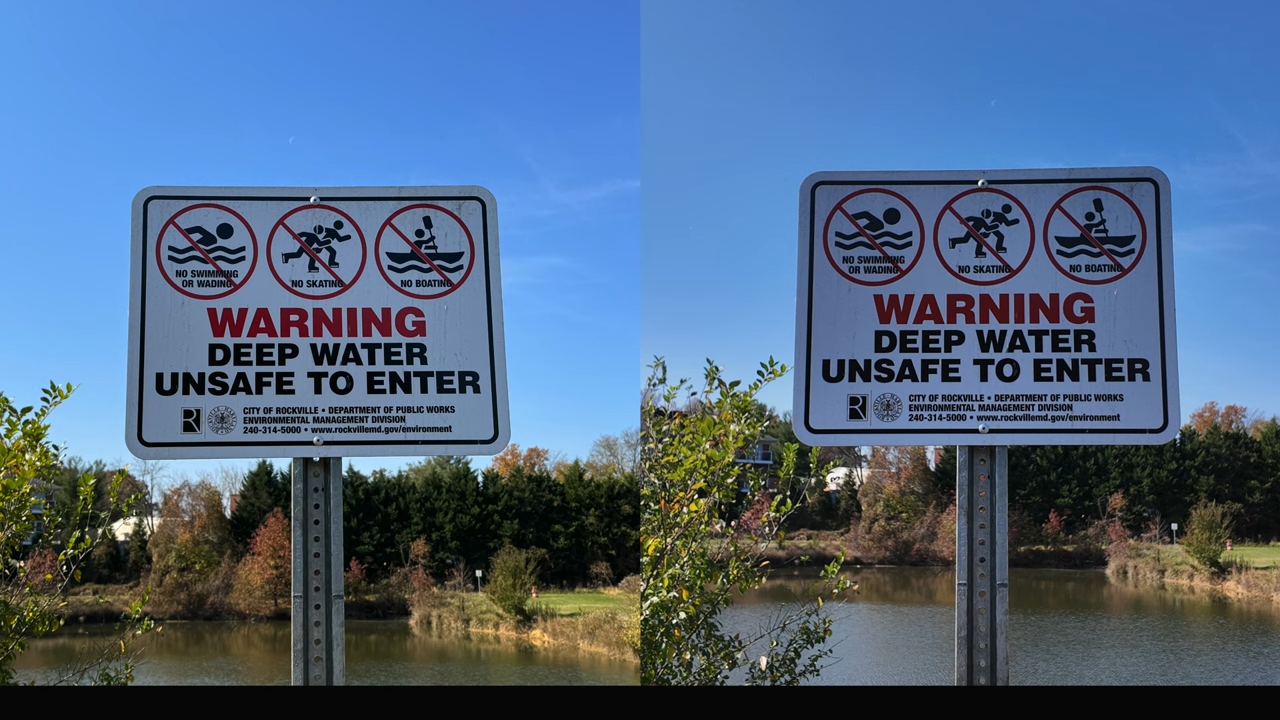 NO SWIMMING
OR WADING
NO SKATING
NO BOATING
WARNING
DEEP WATER
UNSAFE TO ENTER
R
CITY OF ROCKVILLE • DEPARTMENT OF PUBLIC WORKS
ENVIRONMENTAL MANAGEMENT DIVISION
240-314-5000 • www.rockvillemd.gov/environment
NO SWIMMING
OR WADING
NO SKATING
NO BOATING
WARNING
DEEP WATER
UNSAFE TO ENTER
R
CITY OF ROCKVILLE • DEPARTMENT OF PUBLIC WORKS
ENVIRONMENTAL MANAGEMENT DIVISION
240-314-5000 • www.rockvillemd.gov/environment